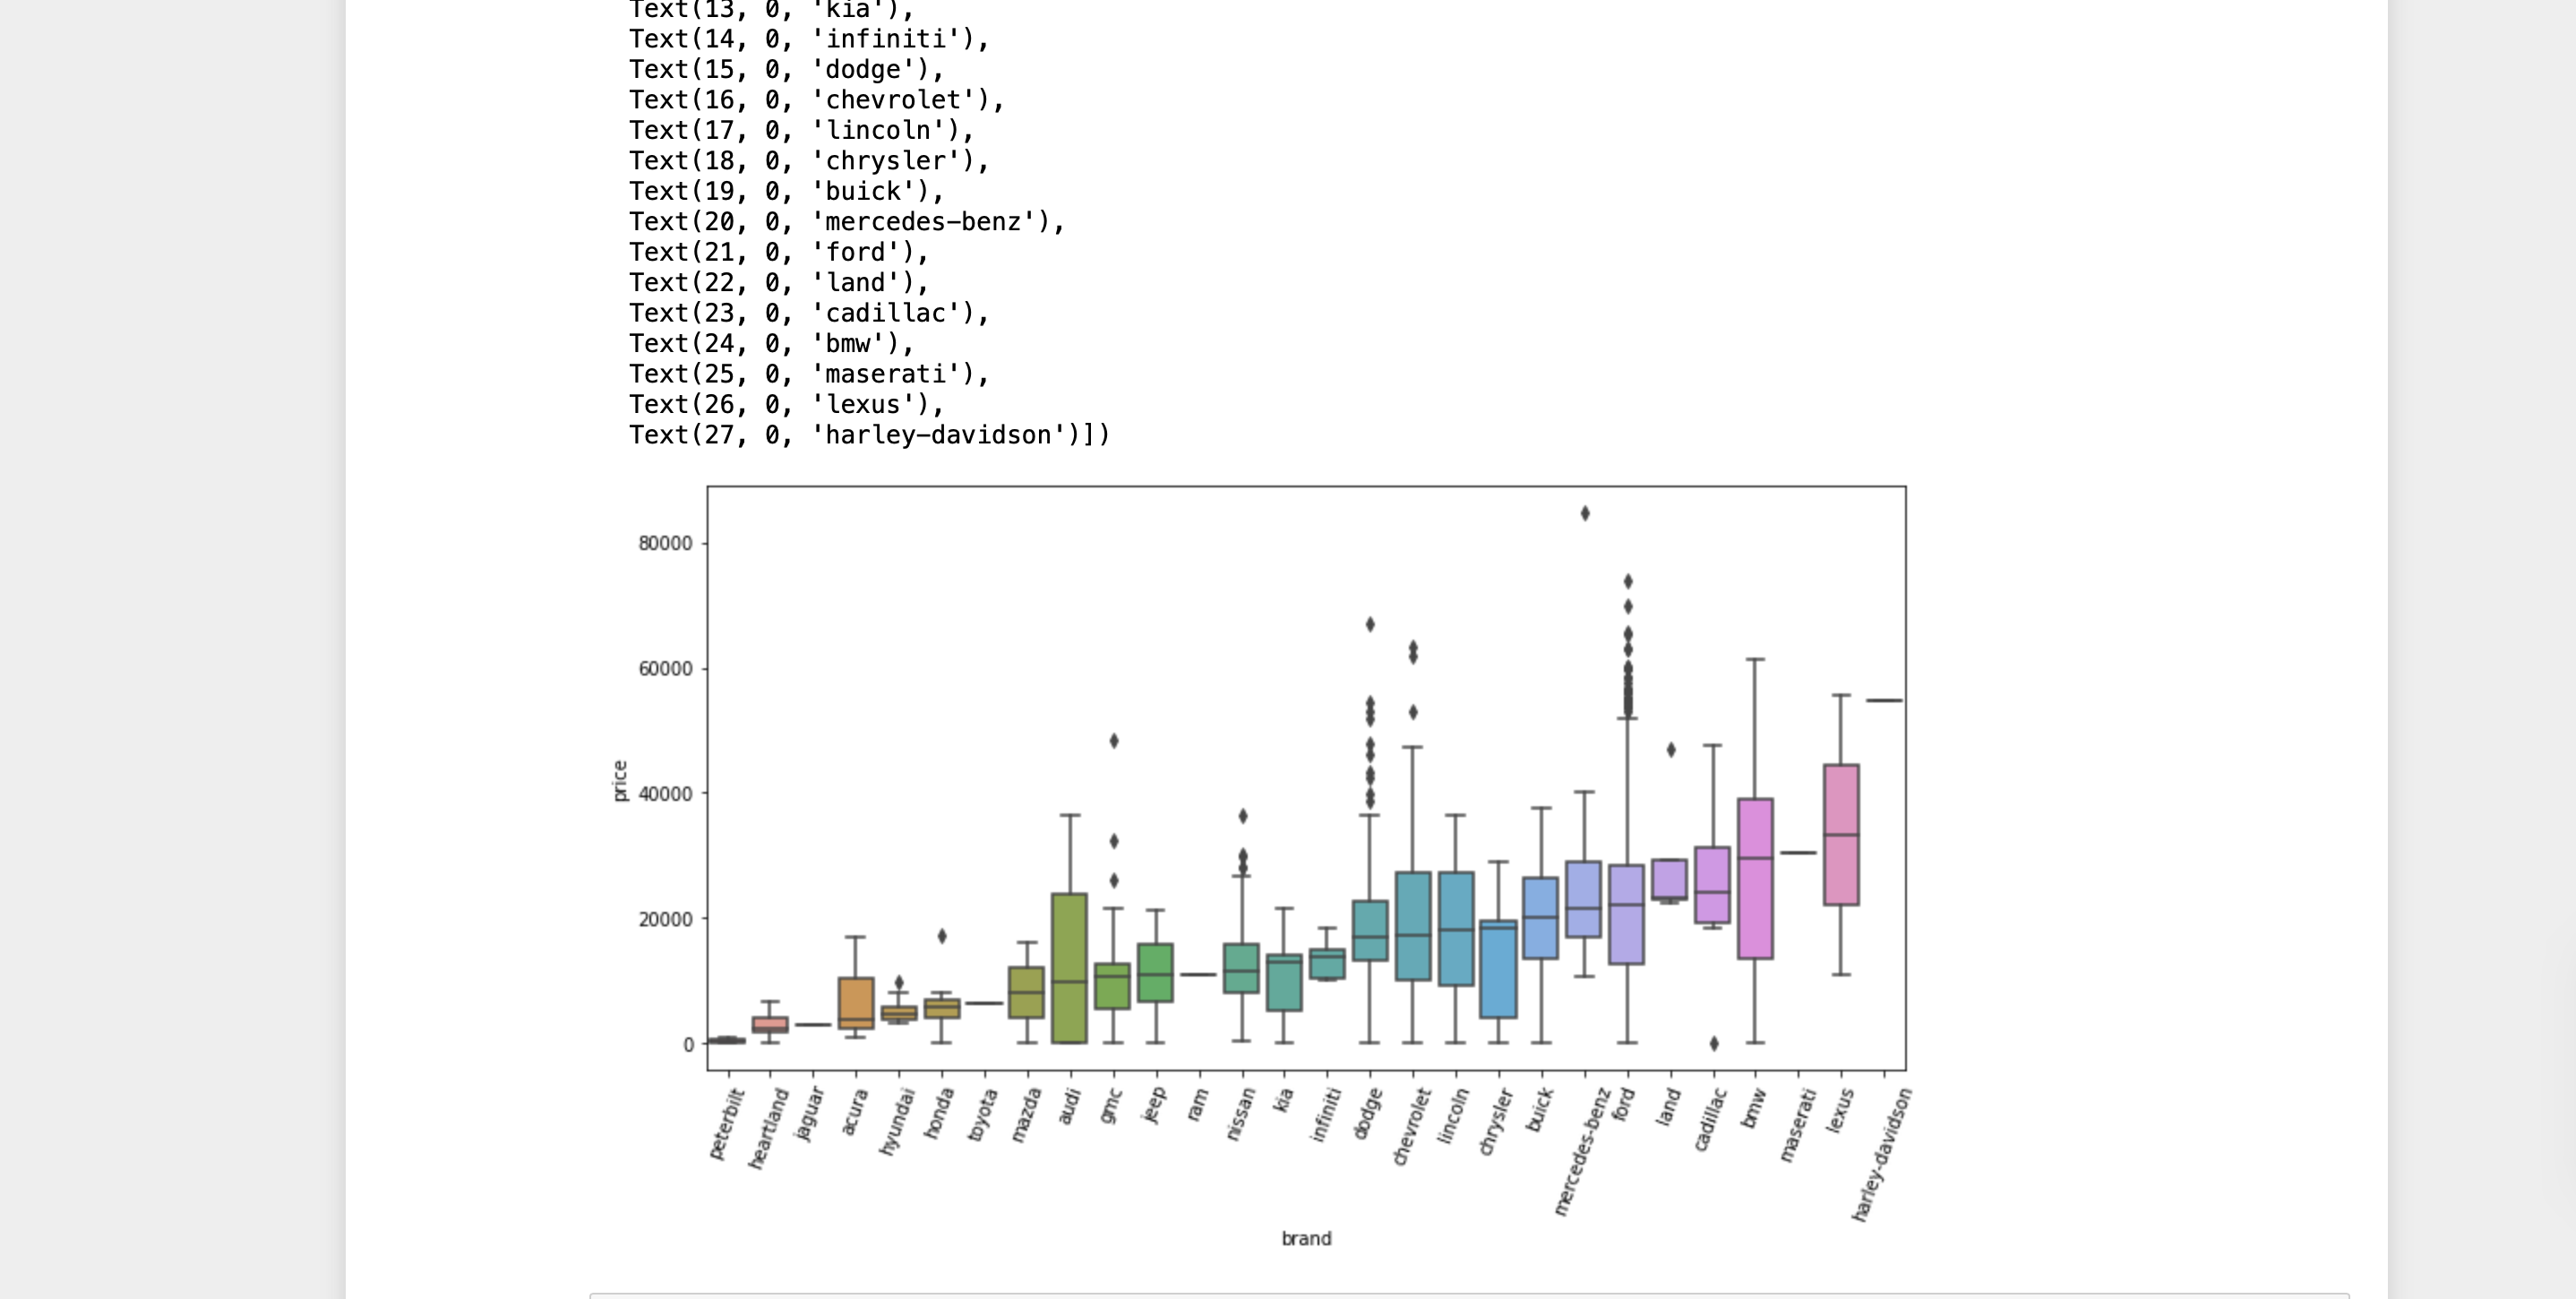 Text(13, 0, 'kia'),
Text(14, 0, 'infiniti'),
Text(15, 0, 'dodge'),
Text(16, 0, 'chevrolet'),
Text(17, 0, 'lincoln'),
Text(18, 0, 'chrysler'),
Text(19, 0, 'buick'),
Text(20, 0, 'mercedes-benz'),
Text(21, 0, 'ford'),
Text(22, 0, 'land'),
Text(23, 0, 'cadillac'),
Text(24, 0, 'bmw'),
Text(25, 0, 'maserati'),
Text(26, 0, 'lexus'),
Text(27, 0, 'harley-davidson')])
80000
60000
40000
20000
0
price
peterbilt
heartland
jaguar
acura
hyundai
honda
toyota
mazda
audi
gmc
jeep
ram
nissan
kia
infiniti
dodge
chevrolet
lincoln
chrysler
buick
mercedes-benz
ford
land
cadillac
bmw
maserati
lexus
harley-davidson
brand